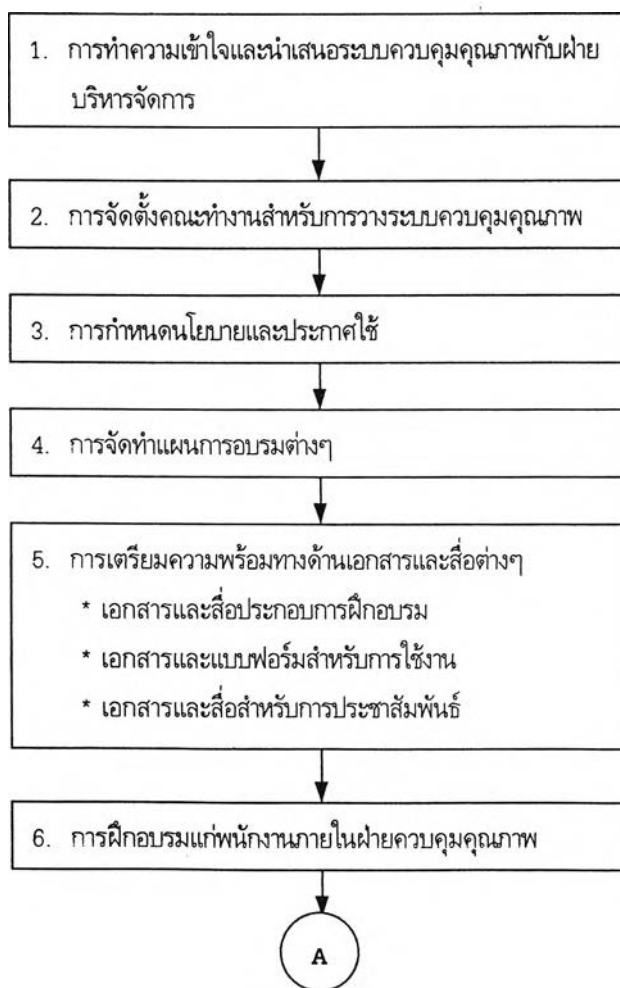 1. การทำความเข้าใจและนำเสนอระบบควบคุมคุณภาพกับฝ่าย
บริหารจัดการ
2. การจัดตั้งคณะทำงานสำหรับการวางระบบควบคุมคุณภาพ
3. การกำหนดนโยบายและประกาศใช้
4. การจัดทำแผนการอบรมต่างๆ
5. การเตรียมความพร้อมทางด้านเอกสารและสื่อต่างๆ
* เอกสารและสื่อประกอบการฝึกอบรม
* เอกสารและแบบฟอร์มสำหรับการใช้งาน
* เอกสารและสื่อสำหรับการประชาสัมพันธ์
6. การฝึกอบรมแก่พนักงานภายในฝ่ายควบคุมคุณภาพ
A